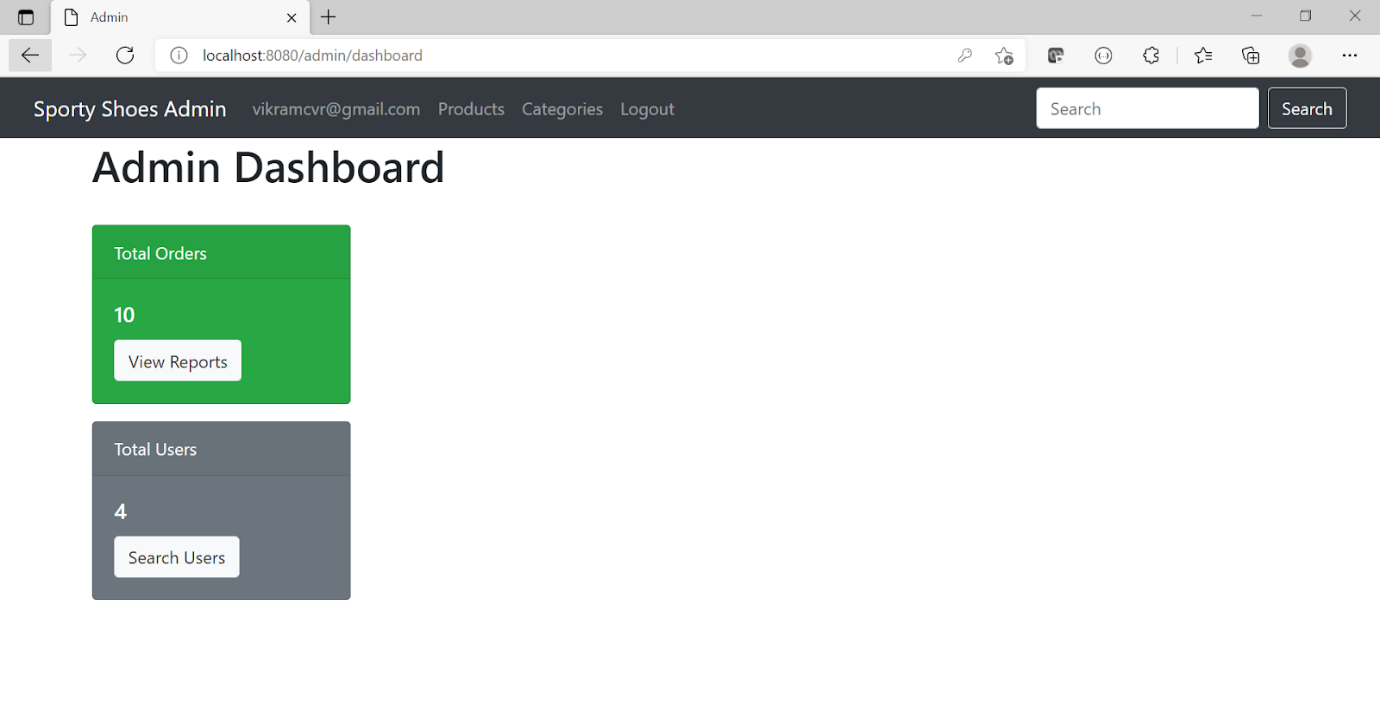 Admin
localhost:8080/admin/dashboard
Sporty Shoes Admin vikramcvr@gmail.com Products Categories Logout Search Search
Admin Dashboard
Total Orders
10
View Reports
Total Users
4
Search Users